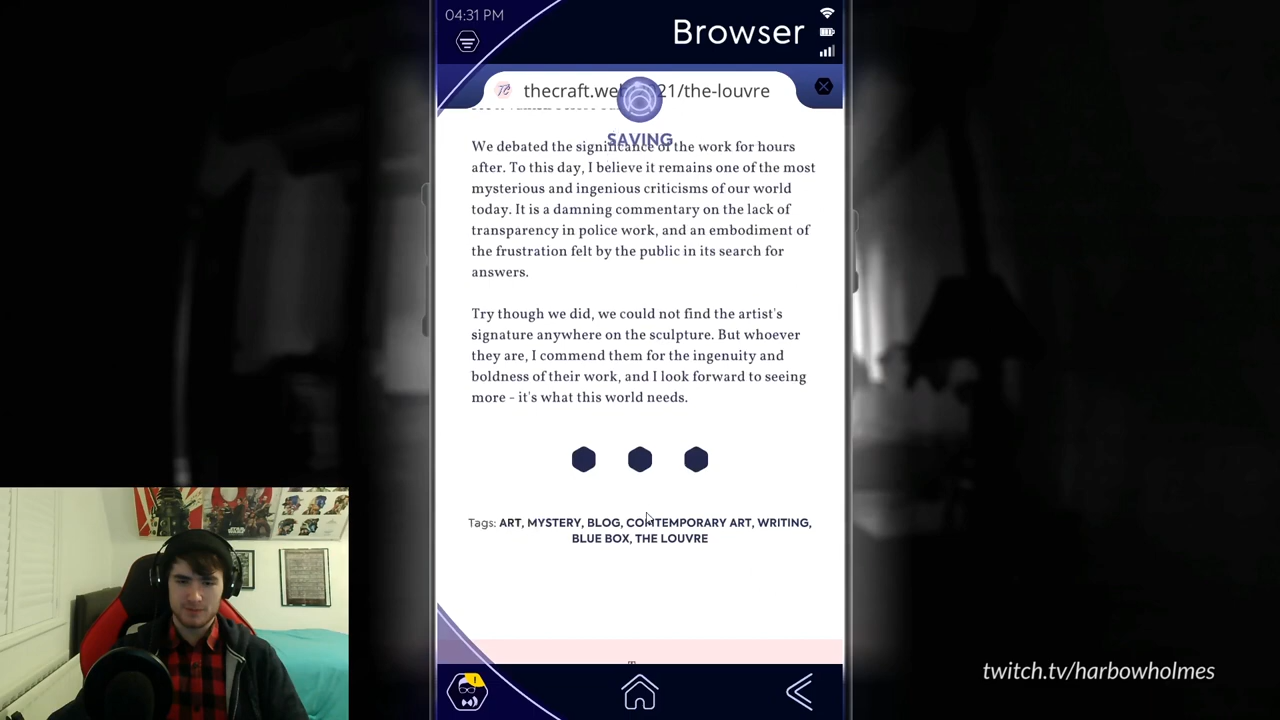 04:31 PM
Browser
TC
thecraft.we 21/the-louvre
SAVING
We debated the significance of the work for hours
after. To this day, I believe it remains one of the most
mysterious and ingenious criticisms of our world
today. It is a damning commentary on the lack of
transparency in police work, and an embodiment of
the frustration felt by the public in its search for
answers.
Try though we did, we could not find the artist's
signature anywhere on the sculpture. But whoever
they are, I commend them for the ingenuity and
boldness of their work, and I look forward to seeing
more - it's what this world needs.
Tags: ART, MYSTERY, BLOG, CONTEMPORARY ART, WRITING,
BLUE BOX, THE LOUVRE
twitch.tv/harbowholmes